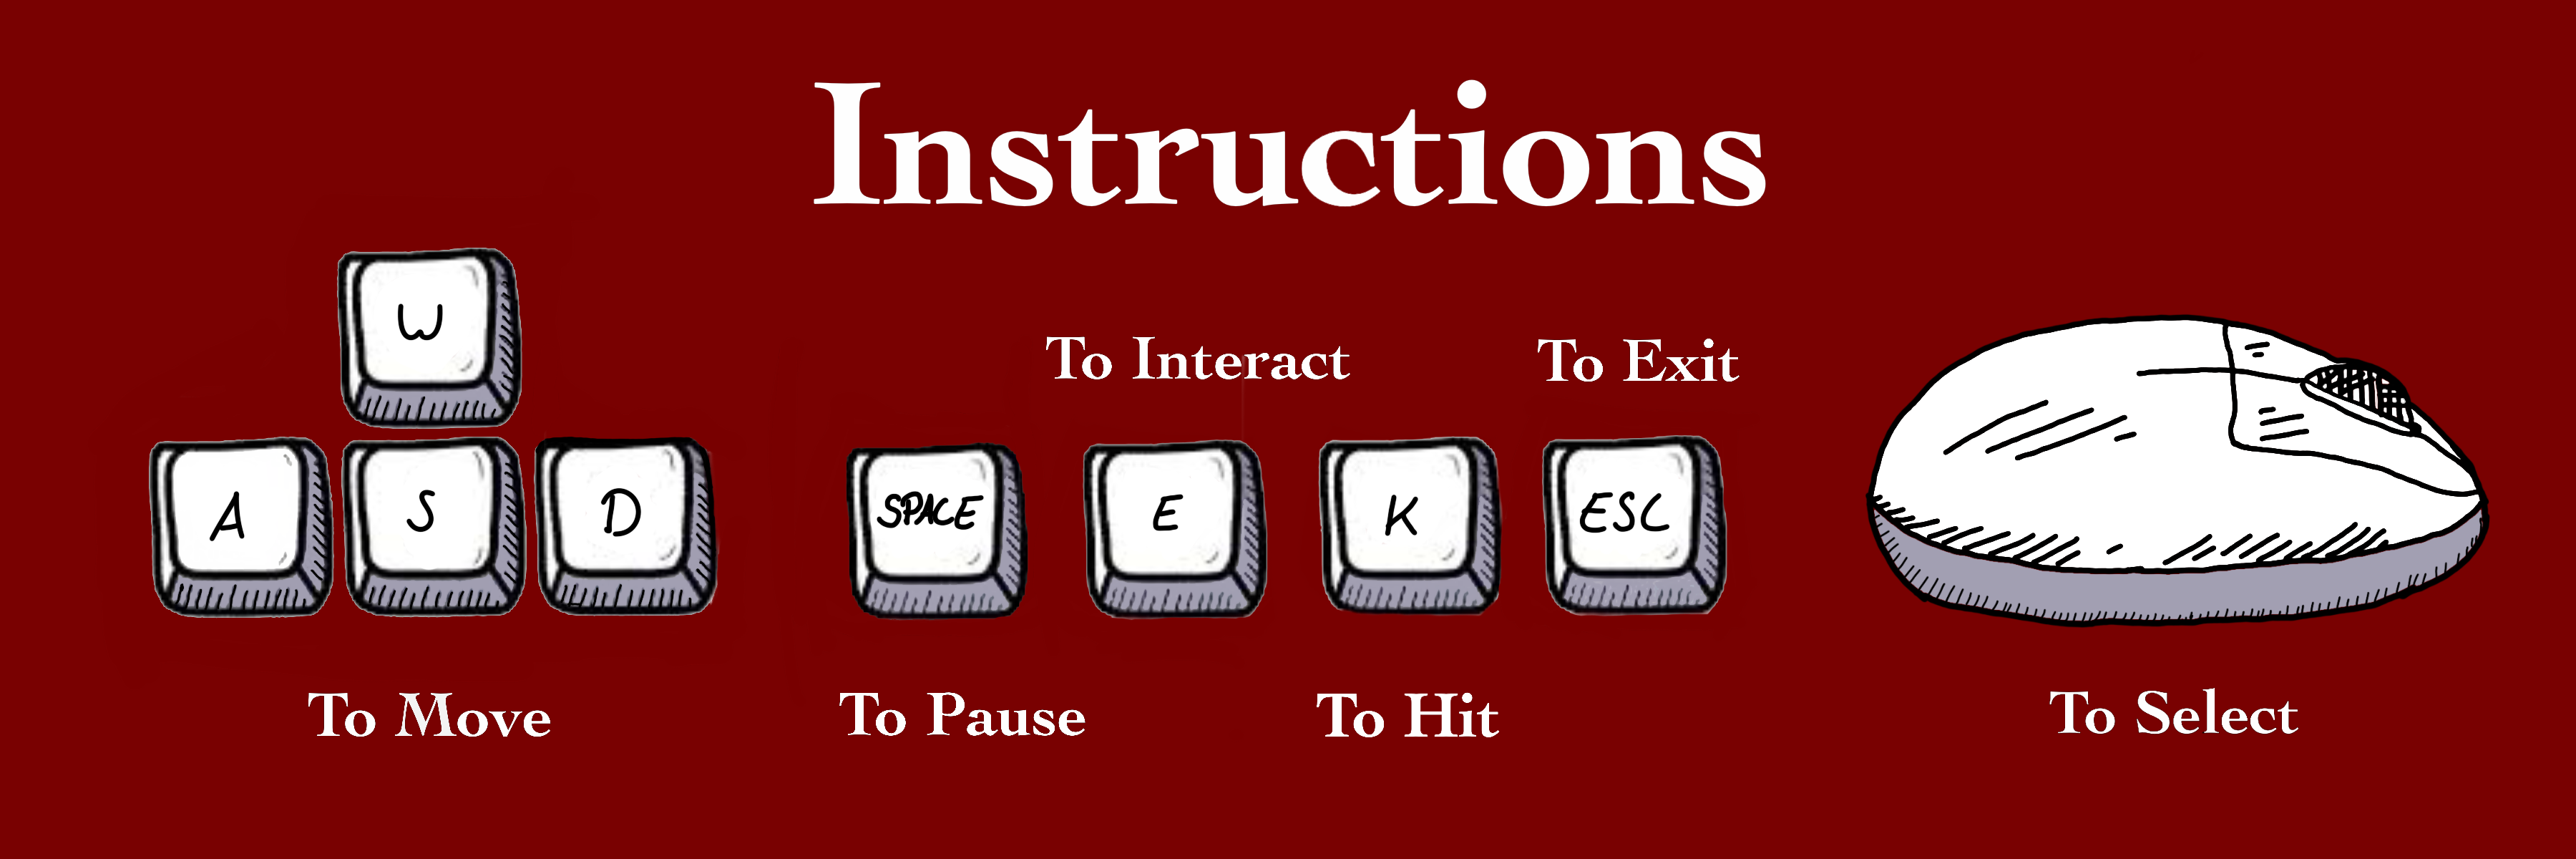 Instructions
W
To Interact
To Exit
A S D
SPACE E K ESC
To Move
To Pause
To Hit
To Select